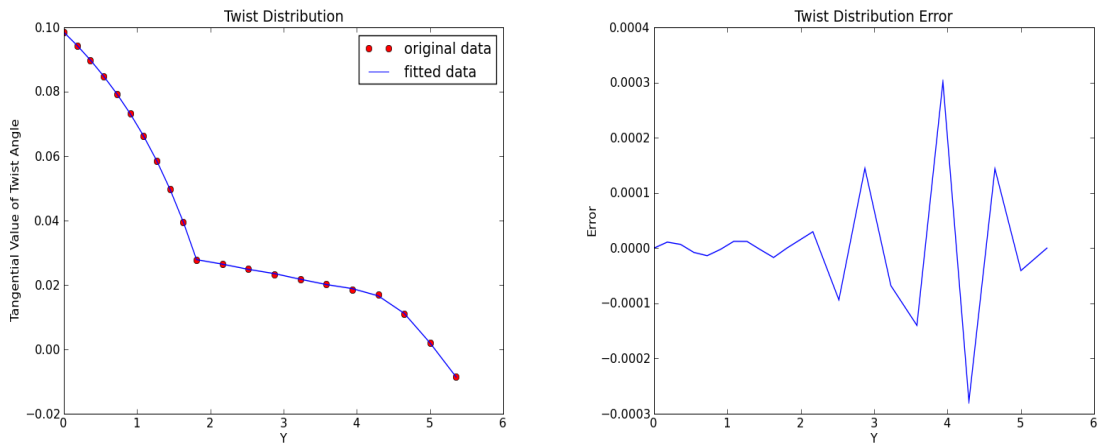 Twist Distribution
0.10
0.08
0.06
0.04
0.02
0.00
−0.02
Tangential Value of Twist Angle
original data
fitted data
0 1 2 3 4 5 6
Y
Twist Distribution Error
0.0004
0.0003
0.0002
0.0001
0.0000
−0.0001
−0.0002
−0.0003
Error
0 1 2 3 4 5 6
Y